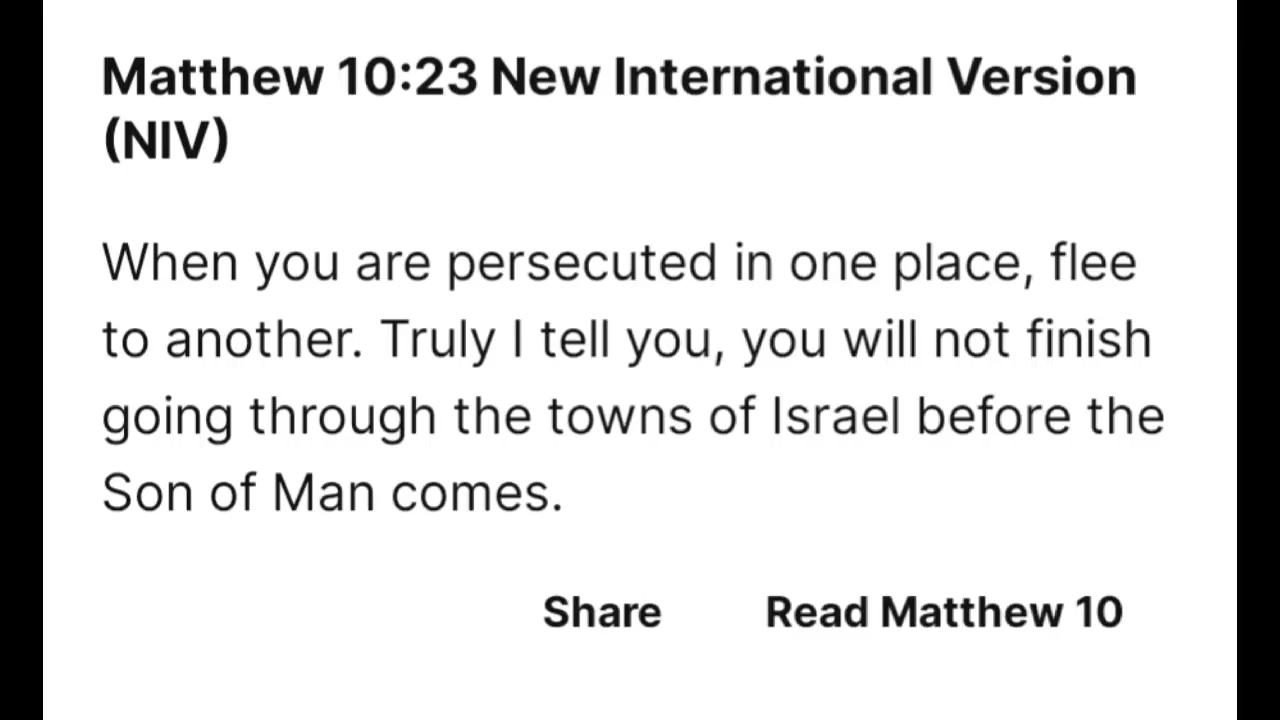 Matthew 10:23 New International Version
(NIV)
When you are persecuted in one place, flee
to another. Truly I tell you, you will not finish
going through the towns of Israel before the
Son of Man comes.
Share Read Matthew 10